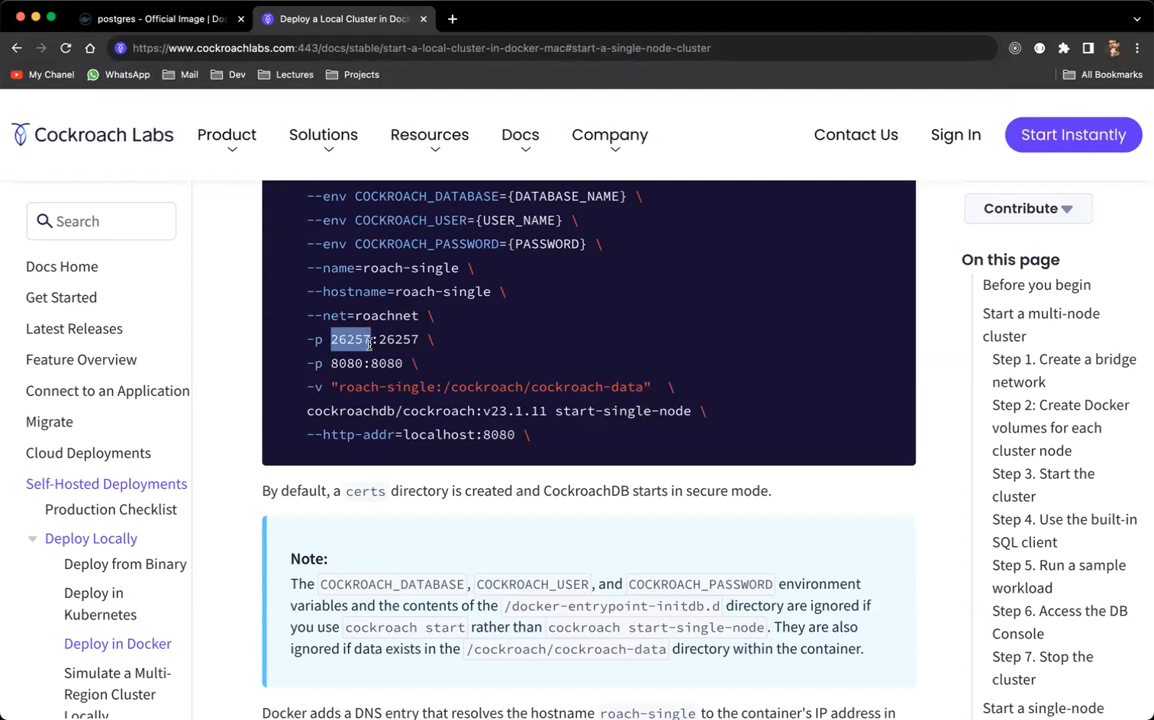 postgres - Official Image | Do
Deploy a Local Cluster in Doc
https://www.cockroachlabs.com:443/docs/stable/start-a-local-cluster-in-docker-mac#start-a-single-node-cluster
My Chanel
WhatsApp
Mail
Dev
Lectures
Projects
All Bookmarks
Cockroach Labs
Product
Solutions
Resources
Docs
Company
Contact Us
Sign In
Start Instantly
Search
Docs Home
Get Started
Latest Releases
Feature Overview
Connect to an Application
Migrate
Cloud Deployments
Self-Hosted Deployments
Production Checklist
Deploy Locally
Deploy from Binary
Deploy in
Kubernetes
Deploy in Docker
Simulate a Multi-
Region Cluster
Locally
--env COCKROACH_DATABASE={DATABASE_NAME} \
--env COCKROACH_USER={USER_NAME} \
--env COCKROACH_PASSWORD={PASSWORD} \
--name=roach-single \
--hostname=roach-single \
--net=roachnet \
-p 26257:26257 \
-p 8080:8080 \
-v "roach-single:/cockroach/cockroach-data" \
cockroachdb/cockroach:v23.1.11 start-single-node \
--http-addr=localhost:8080 \
By default, a certs directory is created and CockroachDB starts in secure mode.
Note:
The COCKROACH_DATABASE, COCKROACH_USER, and COCKROACH_PASSWORD environment
variables and the contents of the /docker-entrypoint-initdb.d directory are ignored if
you use cockroach start rather than cockroach start-single-node. They are also
ignored if data exists in the /cockroach/cockroach-data directory within the container.
Docker adds a DNS entry that resolves the hostname roach-single to the container's IP address in
Contribute
On this page
Before you begin
Start a multi-node
cluster
Step 1. Create a bridge
network
Step 2: Create Docker
volumes for each
cluster node
Step 3. Start the
cluster
Step 4. Use the built-in
SQL client
Step 5. Run a sample
workload
Step 6. Access the DB
Console
Step 7. Stop the
cluster
Start a single-node